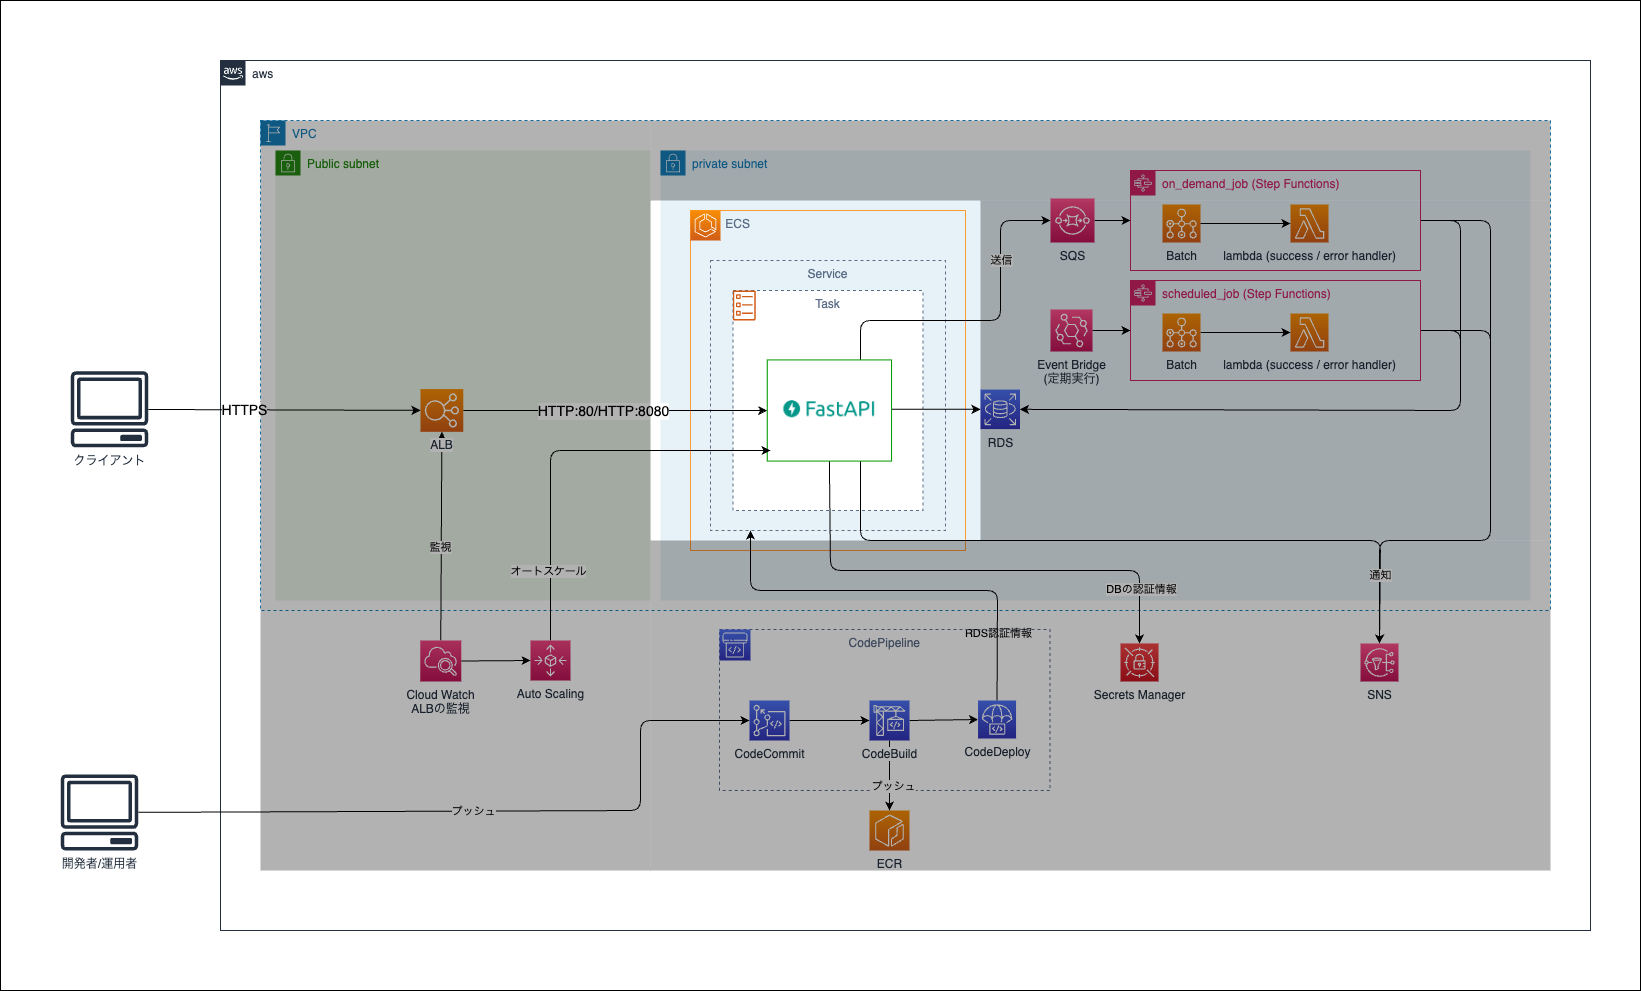 aws
aws
VPC
Public subnet
private subnet
ECS
Service
Task
FastAPI
送信
SQS
on_demand_job (Step Functions)
Batch
lambda (success / error handler)
scheduled_job (Step Functions)
Event Bridge
(定期実行)
Batch
lambda (success / error handler)
クライアント
HTTPS
ALB
HTTP:80/HTTP:8080
RDS
監視
オートスケール
通知
DBの認証情報
RDS認証情報
Cloud Watch
ALBの監視
Auto Scaling
CodePipeline
Secrets Manager
SNS
CodeCommit
CodeBuild
CodeDeploy
プッシュ
プッシュ
ECR
開発者/運用者